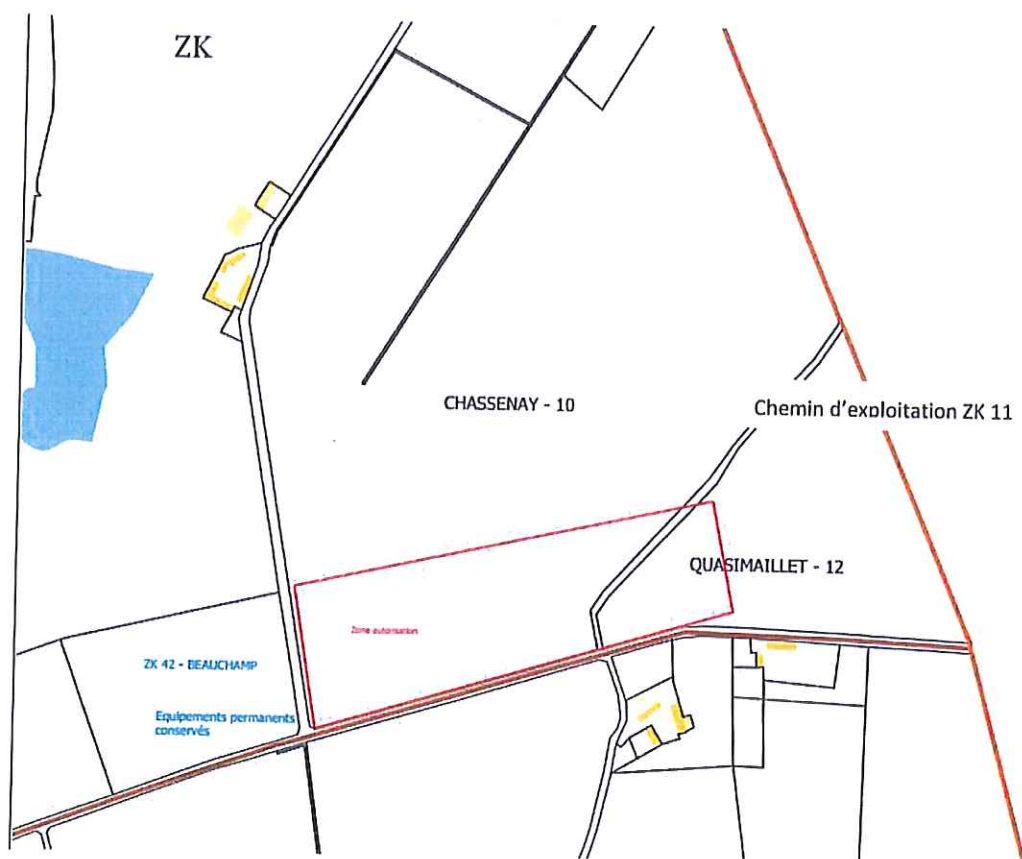 ZK
CHASSENAY - 10
Chemin d'exploitation ZK 11
QUASIMAILLET - 12
Zone autorisation
ZK 42 - BEAUCHAMP
Equipements permanents
conservés